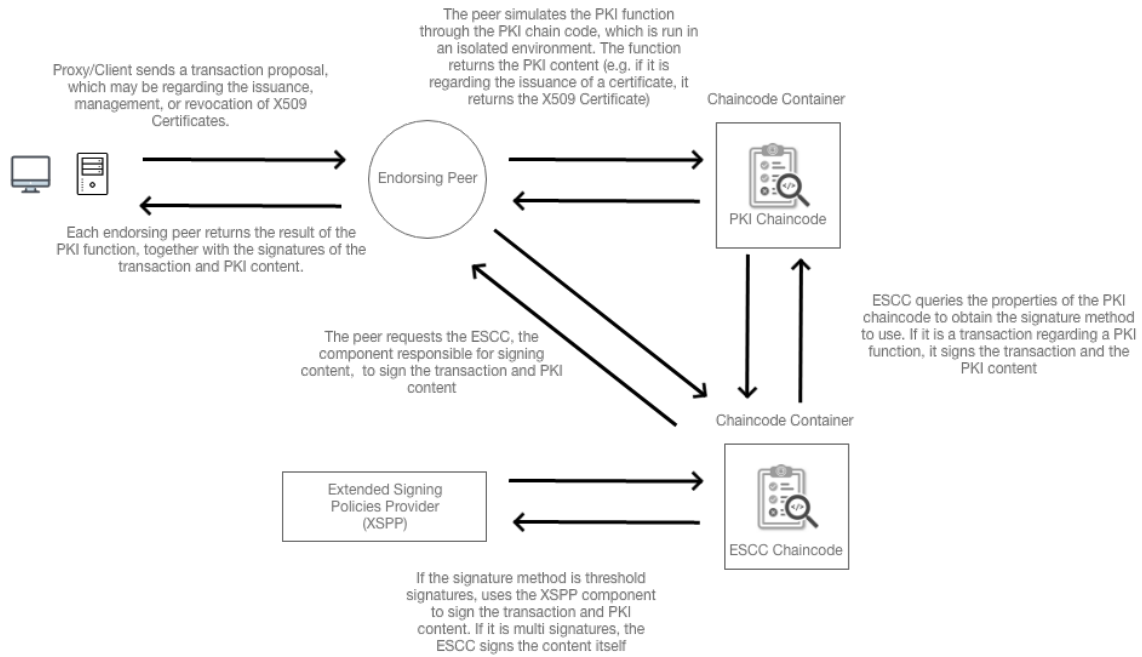 The peer simulates the PKI function
through the PKI chain code, which is run in
an isolated environment. The function
returns the PKI content (e.g. if it is
regarding the issuance of a certificate, it
returns the X509 Certificate)
Proxy/Client sends a transaction proposal,
which may be regarding the issuance,
management, or revocation of X509
Certificates.
Chaincode Container
Endorsing Peer
PKI Chaincode
Each endorsing peer returns the result of the
PKI function, together with the signatures of the
transaction and PKI content.
ESCC queries the properties of the PKI
chaincode to obtain the signature method
to use. If it is a transaction regarding a PKI
function, it signs the transaction and the
PKI content
The peer requests the ESCC, the
component responsible for signing
content, to sign the transaction and PKI
content
Chaincode Container
Extended Signing
Policies Provider
(XSPP)
ESCC Chaincode
If the signature method is threshold
signatures, uses the XSPP component
to sign the transaction and PKI
content. If it is multi signatures, the
ESCC signs the content itself